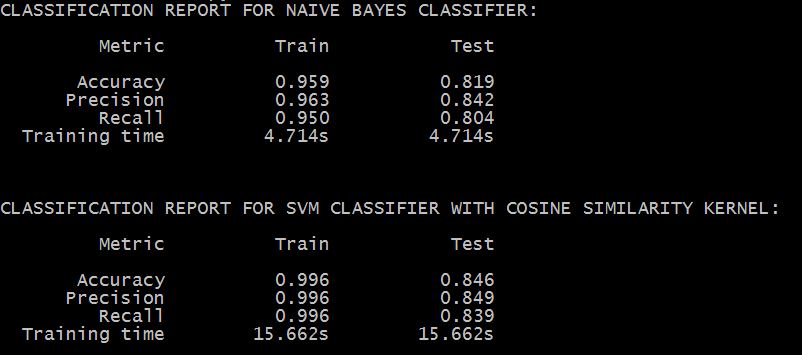 CLASSIFICATION REPORT FOR NAIVE BAYES CLASSIFIER:
Metric Train Test
Accuracy 0.959 0.819
Precision 0.963 0.842
Recall 0.950 0.804
Training time 4.714s 4.714s
CLASSIFICATION REPORT FOR SVM CLASSIFIER WITH COSINE SIMILARITY KERNEL:
Metric Train Test
Accuracy 0.996 0.846
Precision 0.996 0.849
Recall 0.996 0.839
Training time 15.662s 15.662s